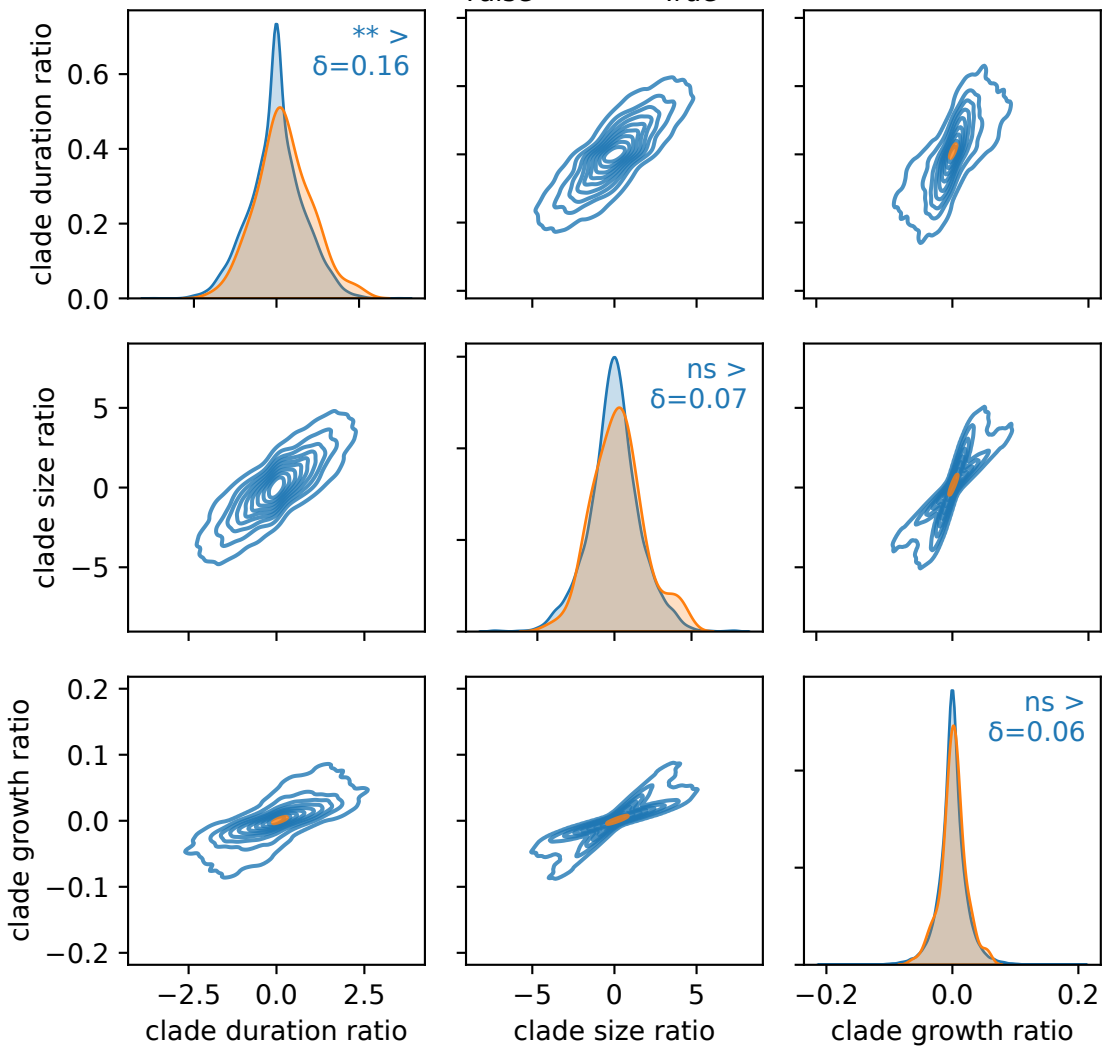 clade duration ratio
0.6
0.4
0.2
0.0
** >
δ=0.16
clade size ratio
5
0
−5
ns >
δ=0.07
clade growth ratio
0.2
0.1
0.0
−0.1
−0.2
ns >
δ=0.06
−2.5 0.0 2.5
−5 0 5
−0.2 0.0 0.2
clade duration ratio
clade size ratio
clade growth ratio